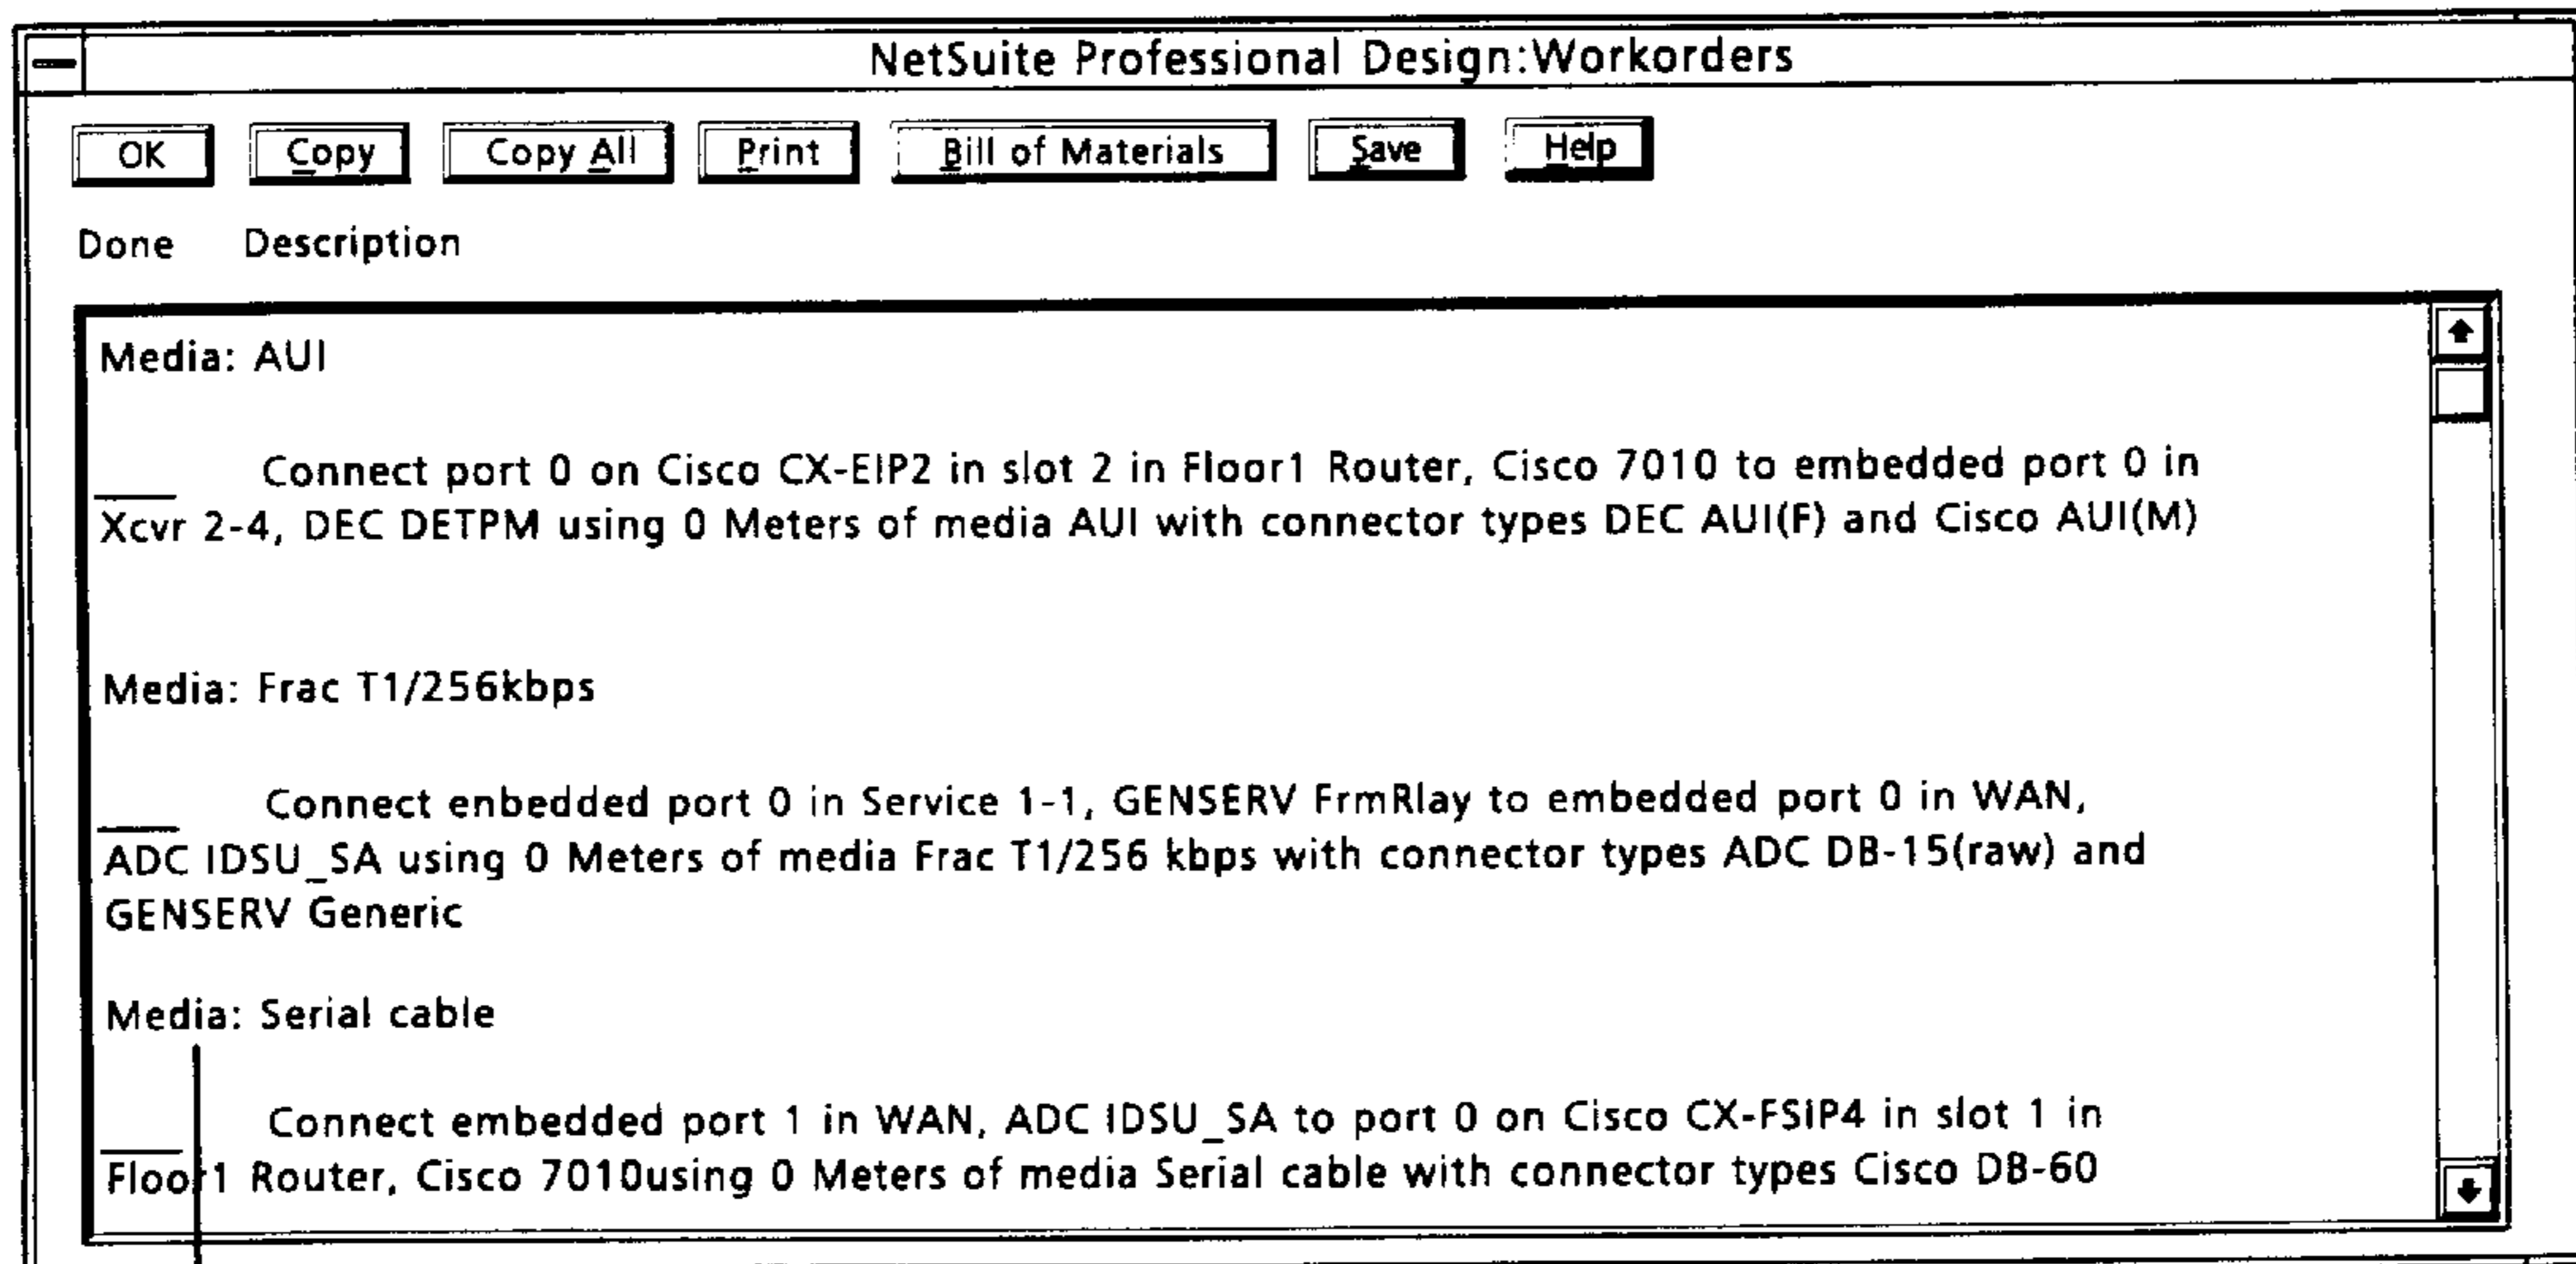 NetSuite Professional Design:Workorders
OK Copy Copy All Print Bill of Materials Save Help
Done Description
Media: AUI
Connect port 0 on Cisco CX-EIP2 in slot 2 in Floor1 Router, Cisco 7010 to embedded port 0 in
Xcvr 2-4, DEC DETPM using 0 Meters of media AUI with connector types DEC AUI(F) and Cisco AUI(M)
Media: Frac T1/256kbps
Connect enbedded port 0 in Service 1-1, GENSERV FrmRlay to embedded port 0 in WAN,
ADC IDSU_SA using 0 Meters of media Frac T1/256 kbps with connector types ADC DB-15(raw) and
GENSERV Generic
Media: Serial cable
Connect embedded port 1 in WAN, ADC IDSU_SA to port 0 on Cisco CX-FSIP4 in slot 1 in
Floor1 Router, Cisco 7010using 0 Meters of media Serial cable with connector types Cisco DB-60